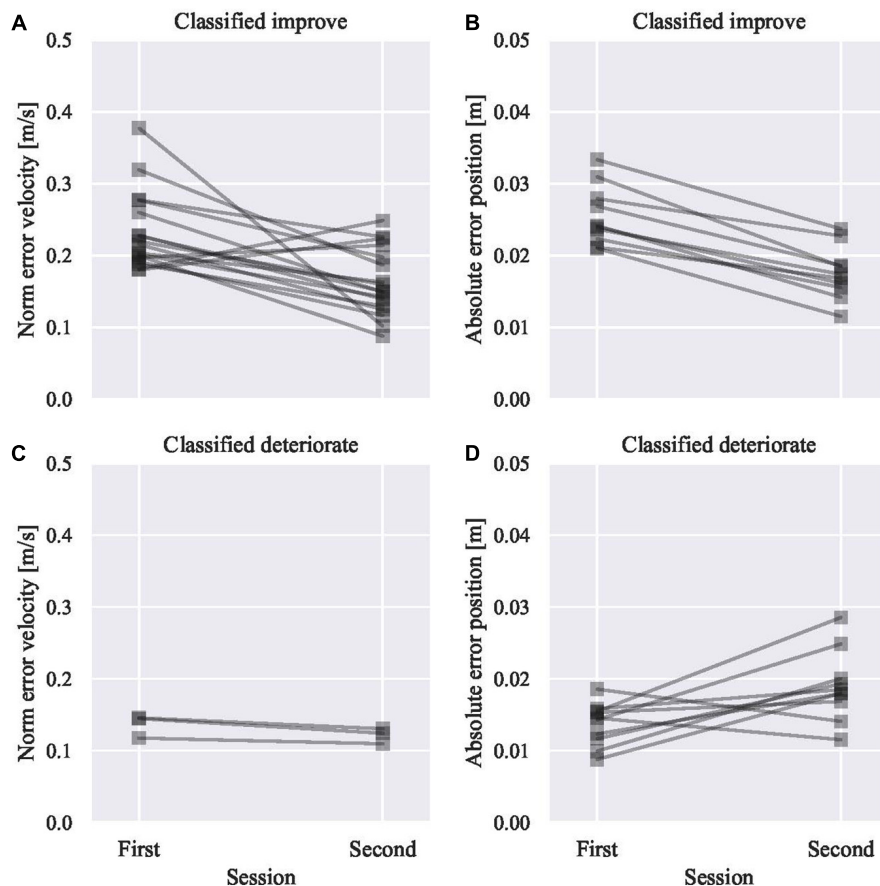 A
Classified improve
Norm error velocity [m/s]
0.5
0.4
0.3
0.2
0.1
0.0
B
Classified improve
Absolute error position [m]
0.05
0.04
0.03
0.02
0.01
0.00
C
Classified deteriorate
Norm error velocity [m/s]
0.5
0.4
0.3
0.2
0.1
0.0
First
Second
Session
D
Classified deteriorate
Absolute error position [m]
0.05
0.04
0.03
0.02
0.01
0.00
First
Second
Session